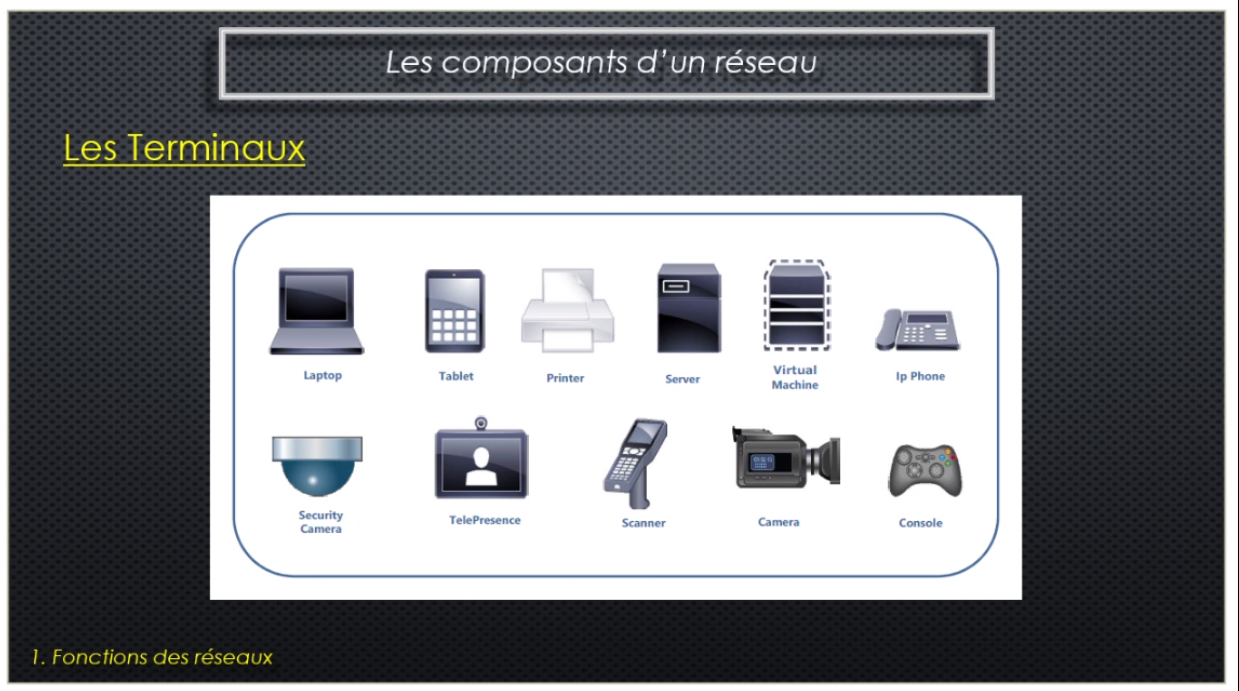 Les composants d'un réseau
Les Terminaux
Laptop
Tablet
Printer
Server
Virtual
Machine
Ip Phone
Security
Camera
TelePresence
Scanner
Camera
Console
1. Fonctions des réseaux